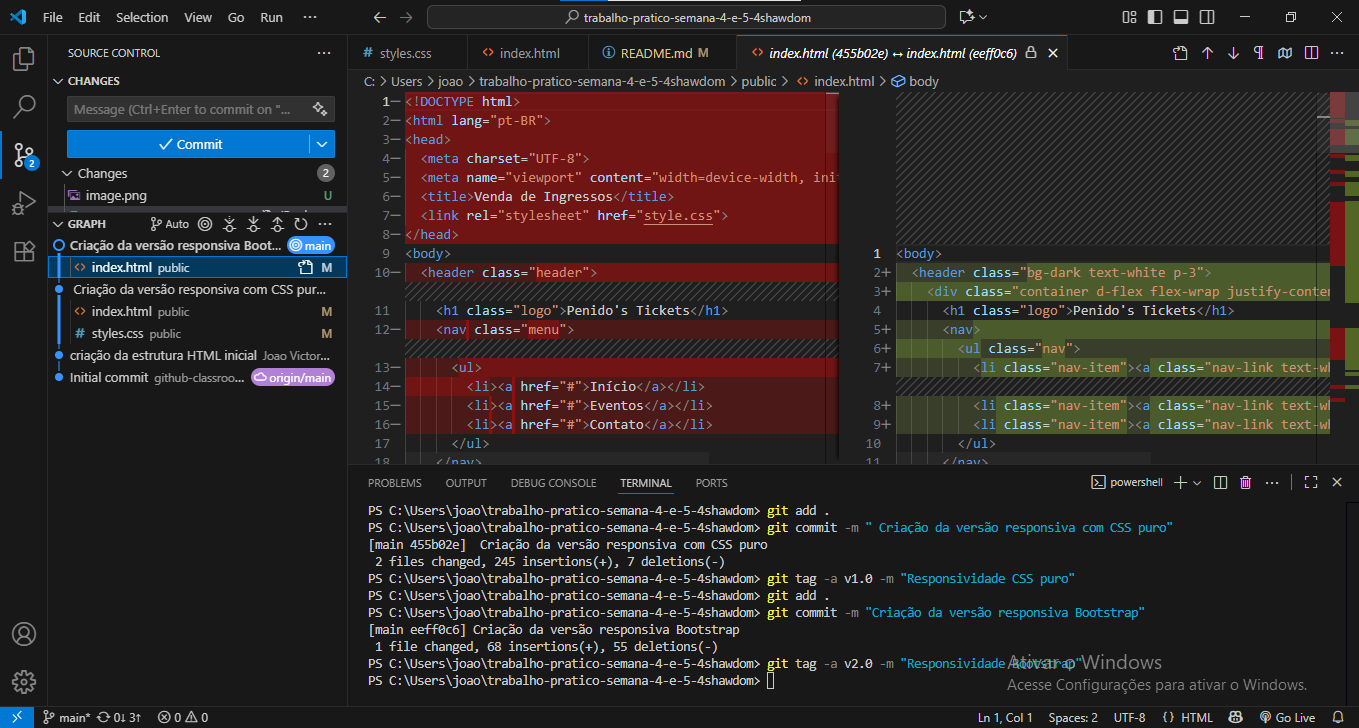 File Edit Selection View Go Run ··· trabalho-pratico-semana-4-e-5-4shawdom
SOURCE CONTROL ···
CHANGES
Message (Ctrl+Enter to commit on "...
Commit
Changes 2
image.png U
GRAPH Auto ···
Criação da versão responsiva Boot... main
index.html public M
Criação da versão responsiva com CSS pur...
index.html public M
styles.css public M
criação da estrutura HTML inicial Joao Victor...
Initial commit github-classroo... origin/main
2
# styles.css <> index.html README.md M <> index.html (455b02e) ↔ index.html (eeff0c6)
C: > Users > joao > trabalho-pratico-semana-4-e-5-4shawdom > public > <> index.html > body
1− <!DOCTYPE html>
2− <html lang="pt-BR">
3− <head>
4− <meta charset="UTF-8">
5− <meta name="viewport" content="width=device-width, init
6− <title>Venda de Ingressos</title>
7− <link rel="stylesheet" href="style.css">
8− </head>
9 <body>
10− <header class="header">
11 <h1 class="logo">Penido's Tickets</h1>
12− <nav class="menu">
13− <ul>
14− <li><a href="#">Início</a></li>
15− <li><a href="#">Eventos</a></li>
16− <li><a href="#">Contato</a></li>
17 </ul>
18 </nav>
1 <body>
2+ <header class="bg-dark text-white p-3">
3+ <div class="container d-flex flex-wrap justify-conten
4 <h1 class="logo">Penido's Tickets</h1>
5+ <nav>
6+ <ul class="nav">
7+ <li class="nav-item"><a class="nav-link text-wh
8+ <li class="nav-item"><a class="nav-link text-wh
9+ <li class="nav-item"><a class="nav-link text-wh
10 </ul>
11 </nav>
PROBLEMS OUTPUT DEBUG CONSOLE TERMINAL PORTS powershell
PS C:\Users\joao\trabalho-pratico-semana-4-e-5-4shawdom> git add .
PS C:\Users\joao\trabalho-pratico-semana-4-e-5-4shawdom> git commit -m " Criação da versão responsiva com CSS puro"
[main 455b02e]  Criação da versão responsiva com CSS puro
2 files changed, 245 insertions(+), 7 deletions(-)
PS C:\Users\joao\trabalho-pratico-semana-4-e-5-4shawdom> git tag -a v1.0 -m "Responsividade CSS puro"
PS C:\Users\joao\trabalho-pratico-semana-4-e-5-4shawdom> git add .
PS C:\Users\joao\trabalho-pratico-semana-4-e-5-4shawdom> git commit -m "Criação da versão responsiva Bootstrap"
[main eeff0c6] Criação da versão responsiva Bootstrap
1 file changed, 68 insertions(+), 55 deletions(-)
PS C:\Users\joao\trabalho-pratico-semana-4-e-5-4shawdom> git tag -a v2.0 -m "Responsividade Bootstrap"
PS C:\Users\joao\trabalho-pratico-semana-4-e-5-4shawdom>
Ativar o Windows
Acesse Configurações para ativar o Windows.
main* 0↓ 3↑ 0 0 Ln 1, Col 1 Spaces: 2 UTF-8 {} HTML Go Live